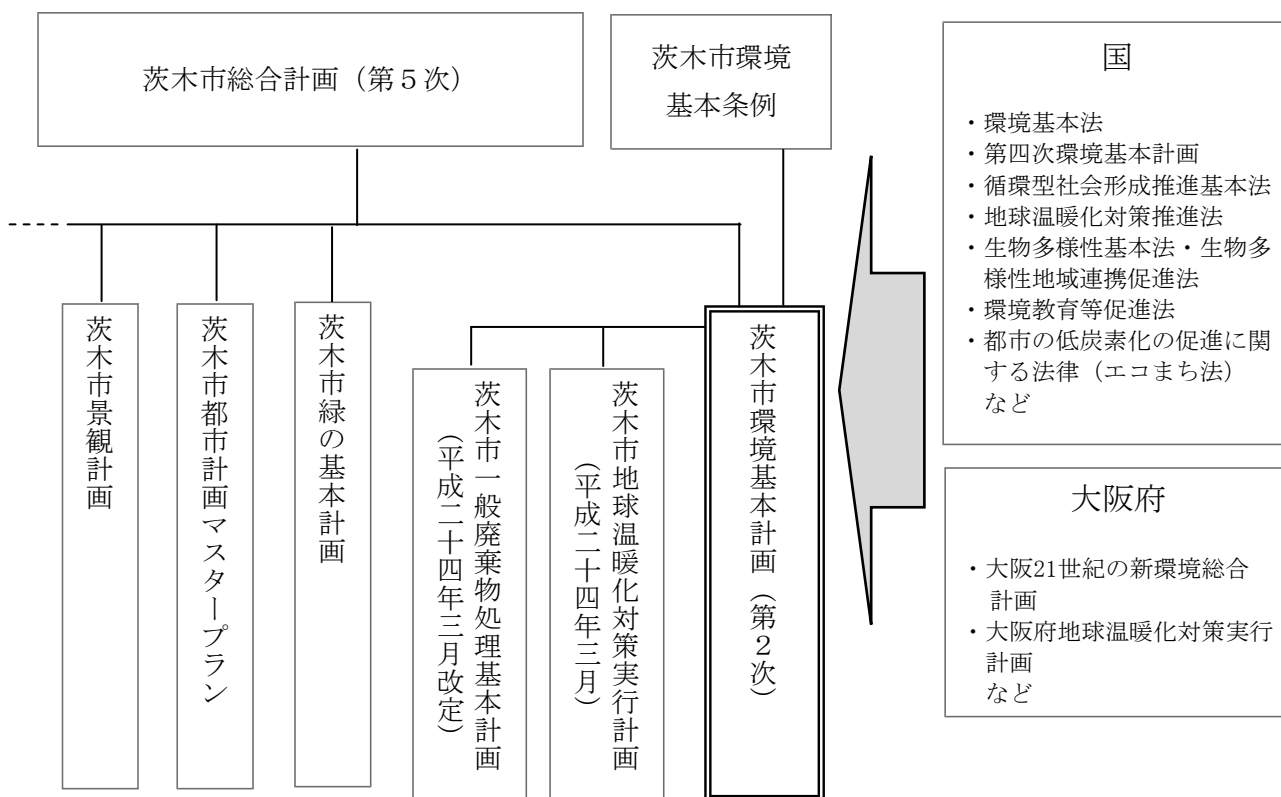 茨木市総合計画（第５次）
茨木市環境
基本条例
国
・環境基本法
・第四次環境基本計画
・循環型社会形成推進基本法
・地球温暖化対策推進法
・生物多様性基本法・生物多
様性地域連携促進法
・環境教育等促進法
・都市の低炭素化の促進に関
する法律（エコまち法）
など
大阪府
・大阪21世紀の新環境総合
計画
・大阪府地球温暖化対策実行
計画
など
茨木市環境基本計画（第２次）
茨木市地球温暖化対策実行計画
（平成二十四年三月）
茨木市一般廃棄物処理基本計画
（平成二十四年三月改定）
茨木市緑の基本計画
茨木市都市計画マスタープラン
茨木市景観計画